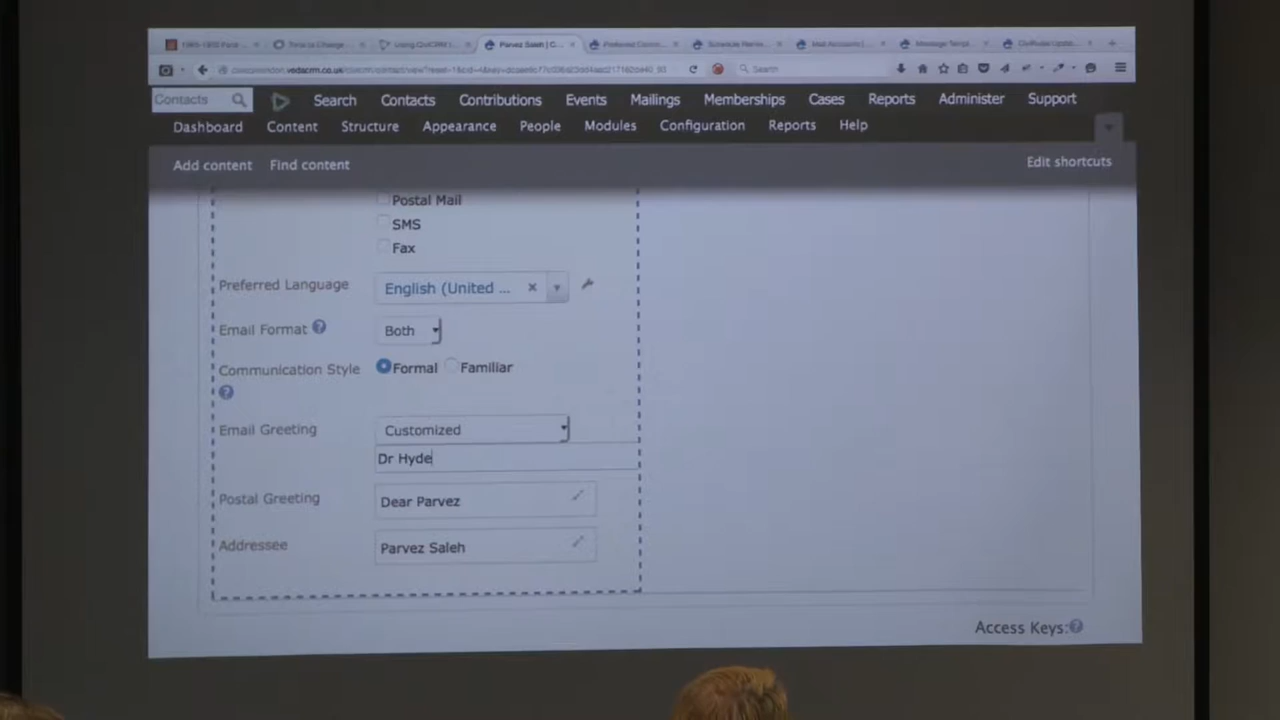 Parvez Saleh | C...
Contacts Search Contacts Contributions Events Mailings Memberships Cases Reports Administer Support
Dashboard Content Structure Appearance People Modules Configuration Reports Help
Add content Find content Edit shortcuts
Postal Mail
SMS
Fax
Preferred Language English (United ...
Email Format Both
Communication Style Formal Familiar
Email Greeting Customized
Dr Hyde
Postal Greeting Dear Parvez
Addressee Parvez Saleh
Access Keys: